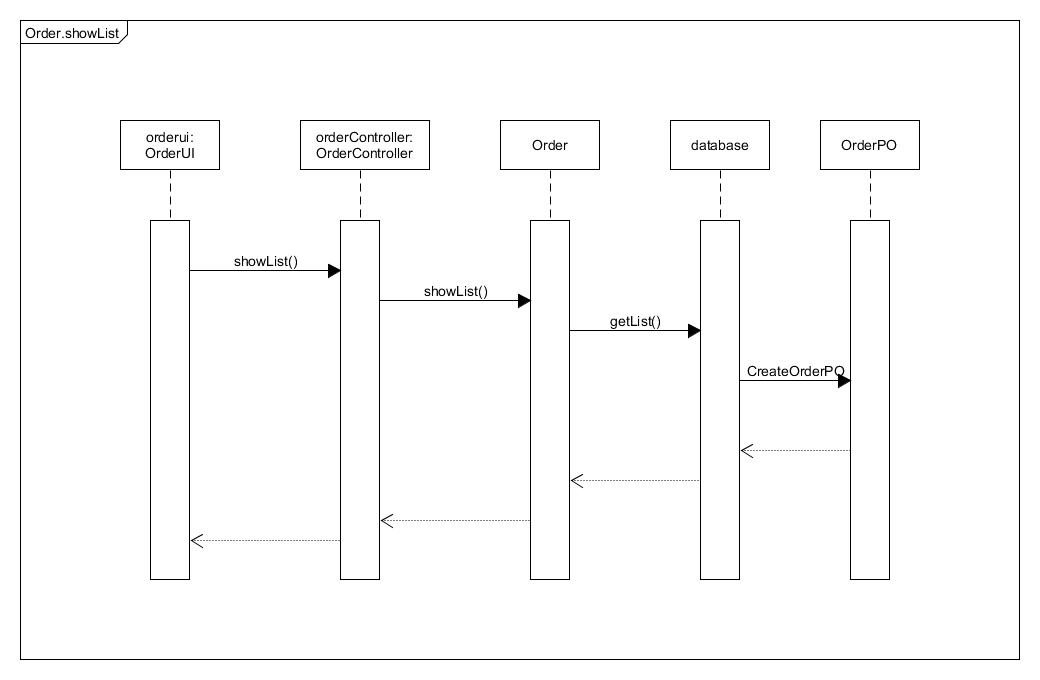 Order.showList
orderui:
OrderUI
orderController:
OrderController
Order
database
OrderPO
showList()
showList()
getList()
CreateOrderPO